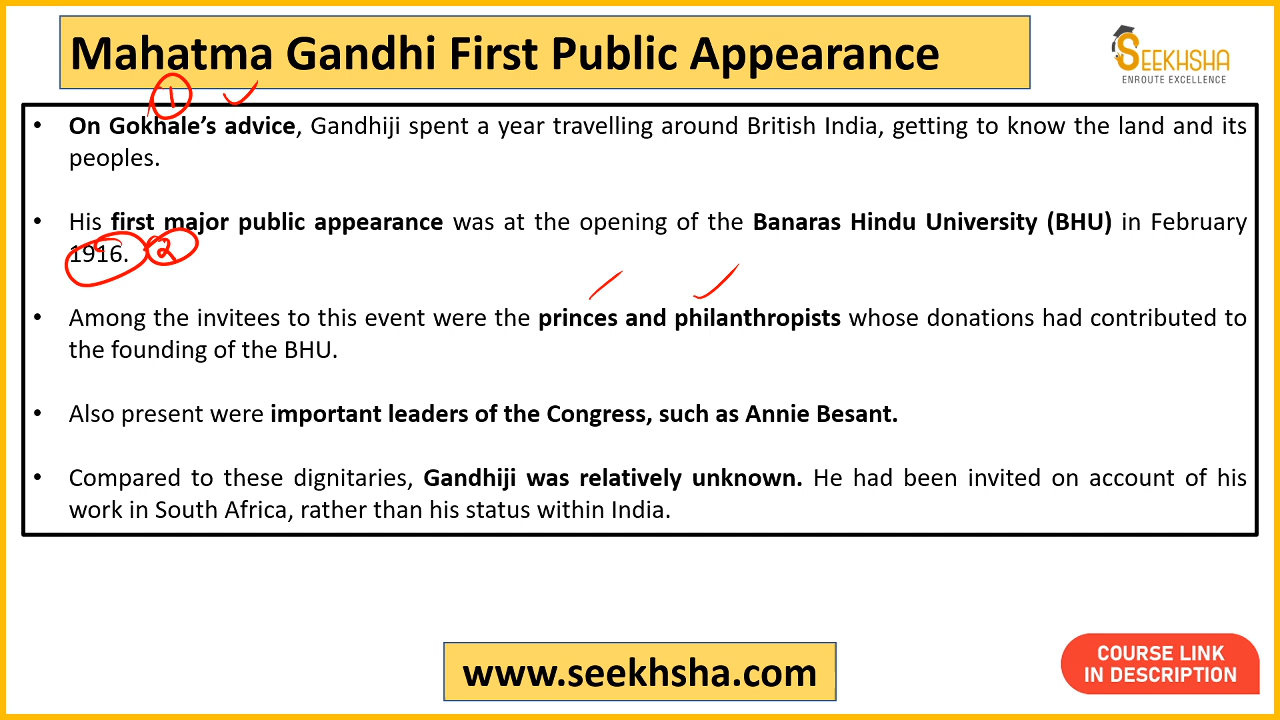 Mahatma Gandhi First Public Appearance
SEEKHSHA
ENROUTE EXCELLENCE
1
• On Gokhale’s advice, Gandhiji spent a year travelling around British India, getting to know the land and its
peoples.
• His first major public appearance was at the opening of the Banaras Hindu University (BHU) in February
1916. 2
• Among the invitees to this event were the princes and philanthropists whose donations had contributed to
the founding of the BHU.
• Also present were important leaders of the Congress, such as Annie Besant.
• Compared to these dignitaries, Gandhiji was relatively unknown. He had been invited on account of his
work in South Africa, rather than his status within India.
www.seekhsha.com
COURSE LINK
IN DESCRIPTION